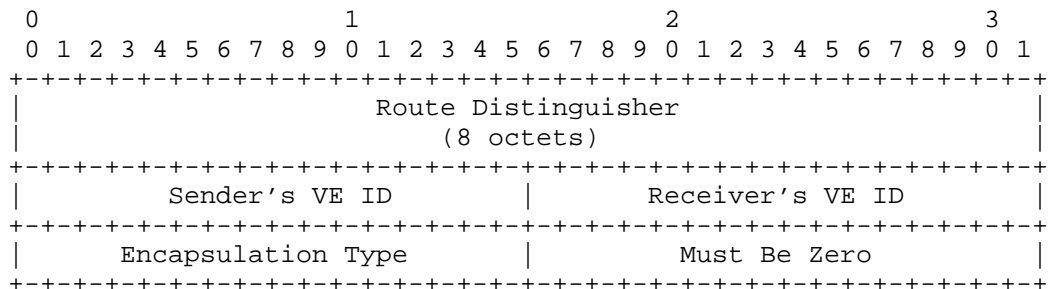 0                   1                   2                   3
 0 1 2 3 4 5 6 7 8 9 0 1 2 3 4 5 6 7 8 9 0 1 2 3 4 5 6 7 8 9 0 1
+-+-+-+-+-+-+-+-+-+-+-+-+-+-+-+-+-+-+-+-+-+-+-+-+-+-+-+-+-+-+-+-+
|                      Route Distinguisher                      |
|                          (8 octets)                           |
+-+-+-+-+-+-+-+-+-+-+-+-+-+-+-+-+-+-+-+-+-+-+-+-+-+-+-+-+-+-+-+-+
|         Sender's VE ID        |       Receiver's VE ID        |
+-+-+-+-+-+-+-+-+-+-+-+-+-+-+-+-+-+-+-+-+-+-+-+-+-+-+-+-+-+-+-+-+
|      Encapsulation Type       |         Must Be Zero          |
+-+-+-+-+-+-+-+-+-+-+-+-+-+-+-+-+-+-+-+-+-+-+-+-+-+-+-+-+-+-+-+-+